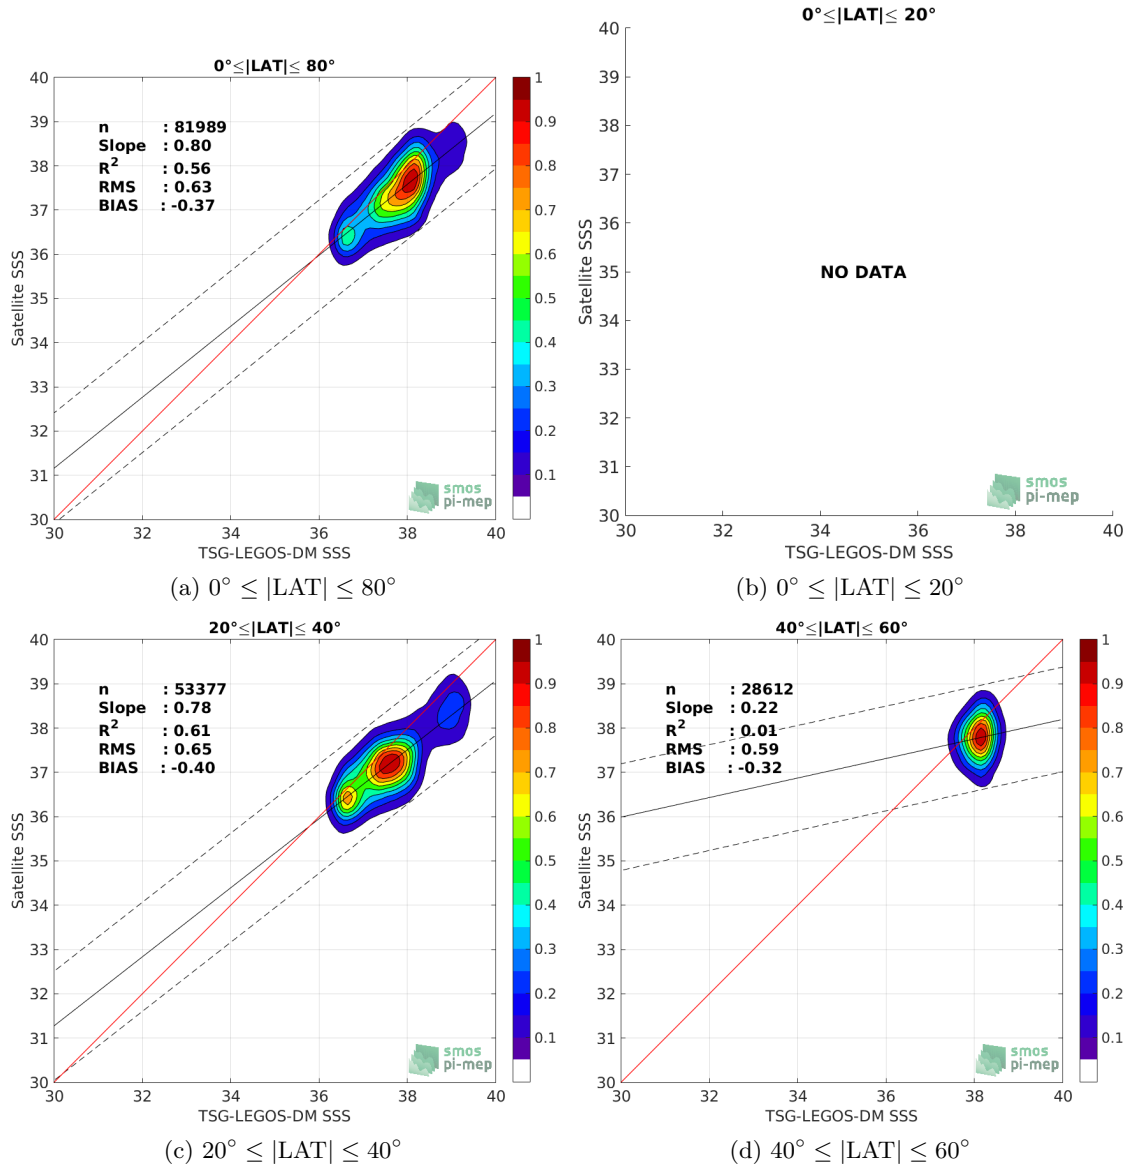 0°≤|LAT|≤ 80°
n : 81989
Slope : 0.80
R2 : 0.56
RMS : 0.63
BIAS : -0.37
40
39
38
37
36
35
34
33
32
31
30
Satellite SSS
30 32 34 36 38 40
TSG-LEGOS-DM SSS
1
0.9
0.8
0.7
0.6
0.5
0.4
0.3
0.2
0.1
smos
pi-mep
(a) 0° ≤ |LAT| ≤ 80°
0°≤|LAT|≤ 20°
NO DATA
40
39
38
37
36
35
34
33
32
31
30
Satellite SSS
30 32 34 36 38 40
TSG-LEGOS-DM SSS
smos
pi-mep
(b) 0° ≤ |LAT| ≤ 20°
20°≤|LAT|≤ 40°
n : 53377
Slope : 0.78
R2 : 0.61
RMS : 0.65
BIAS : -0.40
40
39
38
37
36
35
34
33
32
31
30
Satellite SSS
30 32 34 36 38 40
TSG-LEGOS-DM SSS
1
0.9
0.8
0.7
0.6
0.5
0.4
0.3
0.2
0.1
smos
pi-mep
(c) 20° ≤ |LAT| ≤ 40°
40°≤|LAT|≤ 60°
n : 28612
Slope : 0.22
R2 : 0.01
RMS : 0.59
BIAS : -0.32
40
39
38
37
36
35
34
33
32
31
30
Satellite SSS
30 32 34 36 38 40
TSG-LEGOS-DM SSS
1
0.9
0.8
0.7
0.6
0.5
0.4
0.3
0.2
0.1
smos
pi-mep
(d) 40° ≤ |LAT| ≤ 60°